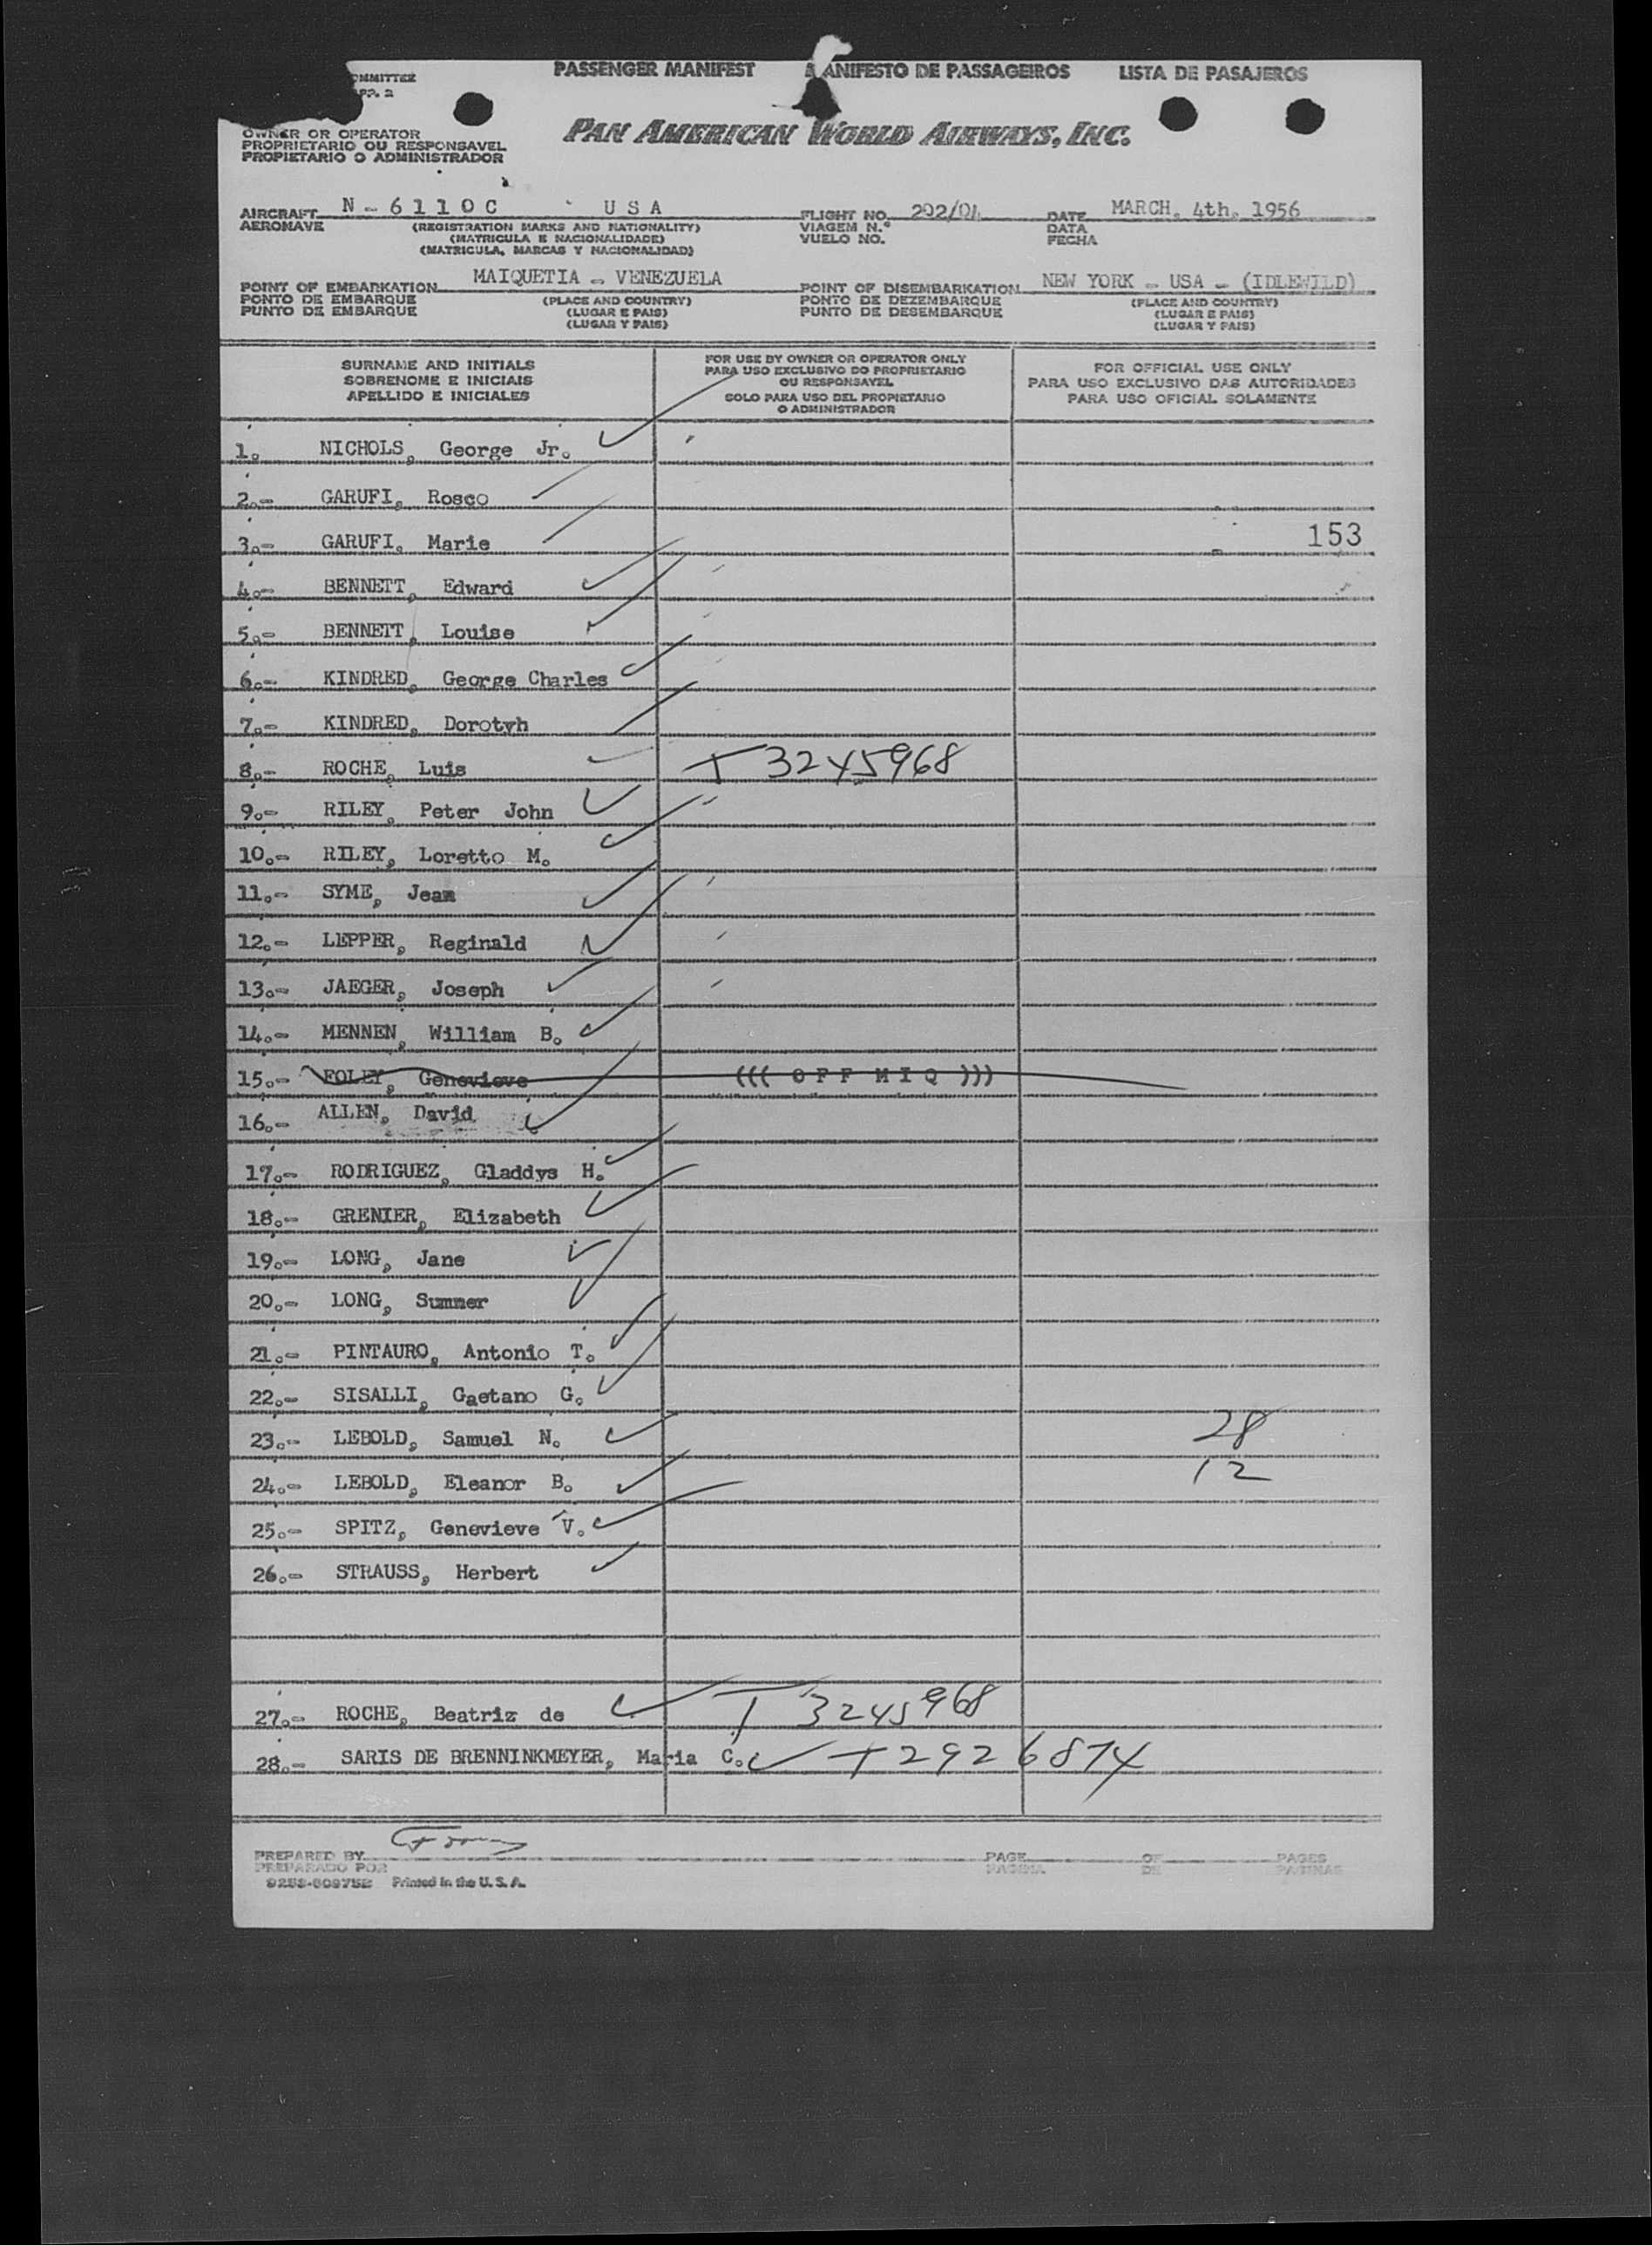 PASSENGER MANIFEST MANIFESTO DE PASSAGEIROS LISTA DE PASAJEROS
OWNER OR OPERATOR
PROPRIETARIO OU RESPONSAVEL
PROPIETARIO O ADMINISTRADOR
PAN AMERICAN WORLD AIRWAYS, INC.
AIRCRAFT N - 6110C USA FLIGHT NO. 202/04 DATE MARCH. 4th. 1956
AERONAVE (REGISTRATION MARKS AND NATIONALITY) VIAGEM N.º DATA
(MATRICULA E NACIONALIDADE) VUELO NO. FECHA
(MATRICULA, MARCAS Y NACIONALIDAD)
POINT OF EMBARKATION MAIQUETIA - VENEZUELA POINT OF DISEMBARKATION NEW YORK - USA - (IDLEWILD)
PONTO DE EMBARQUE (PLACE AND COUNTRY) PONTO DE DEZEMBARQUE (PLACE AND COUNTRY)
PUNTO DE EMBARQUE (LUGAR E PAIS) PUNTO DE DESEMBARQUE (LUGAR E PAIS)
(LUGAR Y PAIS) (LUGAR Y PAIS)
SURNAME AND INITIALS
SOBRENOME E INICIAIS
APELLIDO E INICIALES
FOR USE BY OWNER OR OPERATOR ONLY
PARA USO EXCLUSIVO DO PROPRIETARIO
OU RESPONSAVEL
SOLO PARA USO DEL PROPIETARIO
O ADMINISTRADOR
FOR OFFICIAL USE ONLY
PARA USO EXCLUSIVO DAS AUTORIDADES
PARA USO OFICIAL SOLAMENTE
1. NICHOLS, George Jr.
2.- GARUFI, Rosco
3.- GARUFI, Marie 153
4.- BENNETT, Edward
5.- BENNETT, Louise
6.- KINDRED, George Charles
7.- KINDRED, Dorotyh
8.- ROCHE, Luis T 3245968
9.- RILEY, Peter John
10.- RILEY, Loretto M.
11.- SYME, Jean
12.- LEPPER, Reginald
13.- JAEGER, Joseph
14.- MENNEN, William B.
15.- FOLEY, Genevieve ((( OFF MIQ )))
16.- ALLEN, David
17.- RODRIGUEZ, Gladdys H.
18.- GRENIER, Elizabeth
19.- LONG, Jane
20.- LONG, Sumner
21.- PINTAURO, Antonio T.
22.- SISALLI, Gaetano G.
23.- LEBOLD, Samuel N. 28
24.- LEBOLD, Eleanor B. 12
25.- SPITZ, Genevieve V.
26.- STRAUSS, Herbert
27.- ROCHE, Beatriz de T 3245968
28.- SARIS DE BRENNINKMEYER, Maria C. T 2926874
PREPARED BY PAGE OF PAGES
PREPARADO POR PAGINA DE PAGINAS
Printed in the U. S. A.